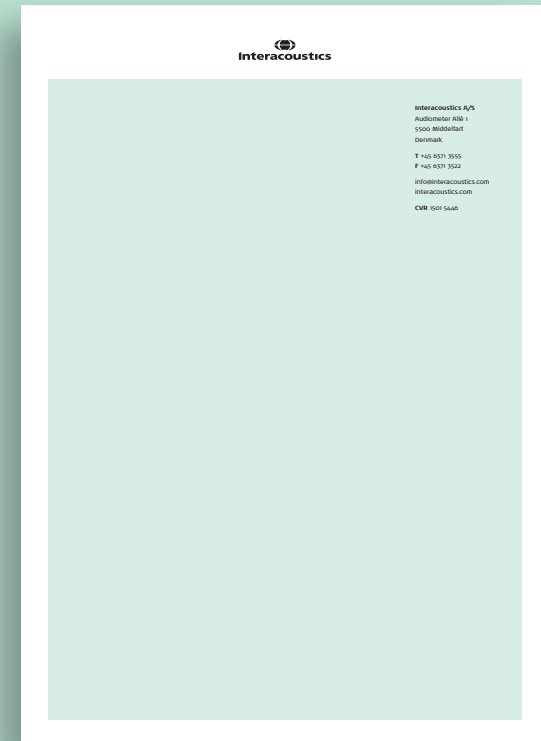 Interacoustics
Interacoustics A/S
Audiometer Allé 1
5500 Middelfart
Denmark
T +45 6371 3555
F +45 6371 3522
info@interacoustics.com
interacoustics.com
CVR 1501 5446